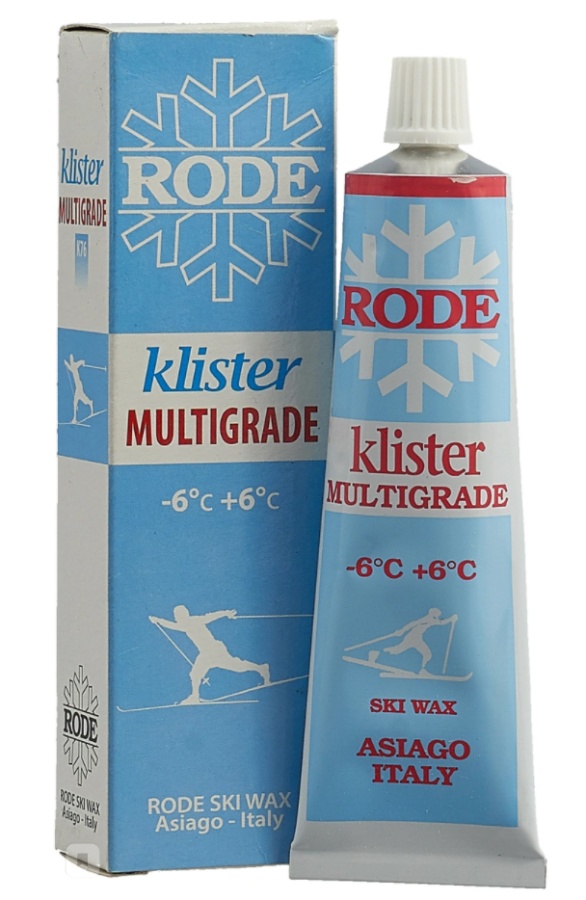 klister
MULTIGRADE
K76
RODE
RODE SKI WAX
Asiago - Italy
RODE
klister
MULTIGRADE
-6°C +6°C
RODE SKI WAX
Asiago - Italy
RODE
klister
MULTIGRADE
-6°C +6°C
SKI WAX
ASIAGO
ITALY